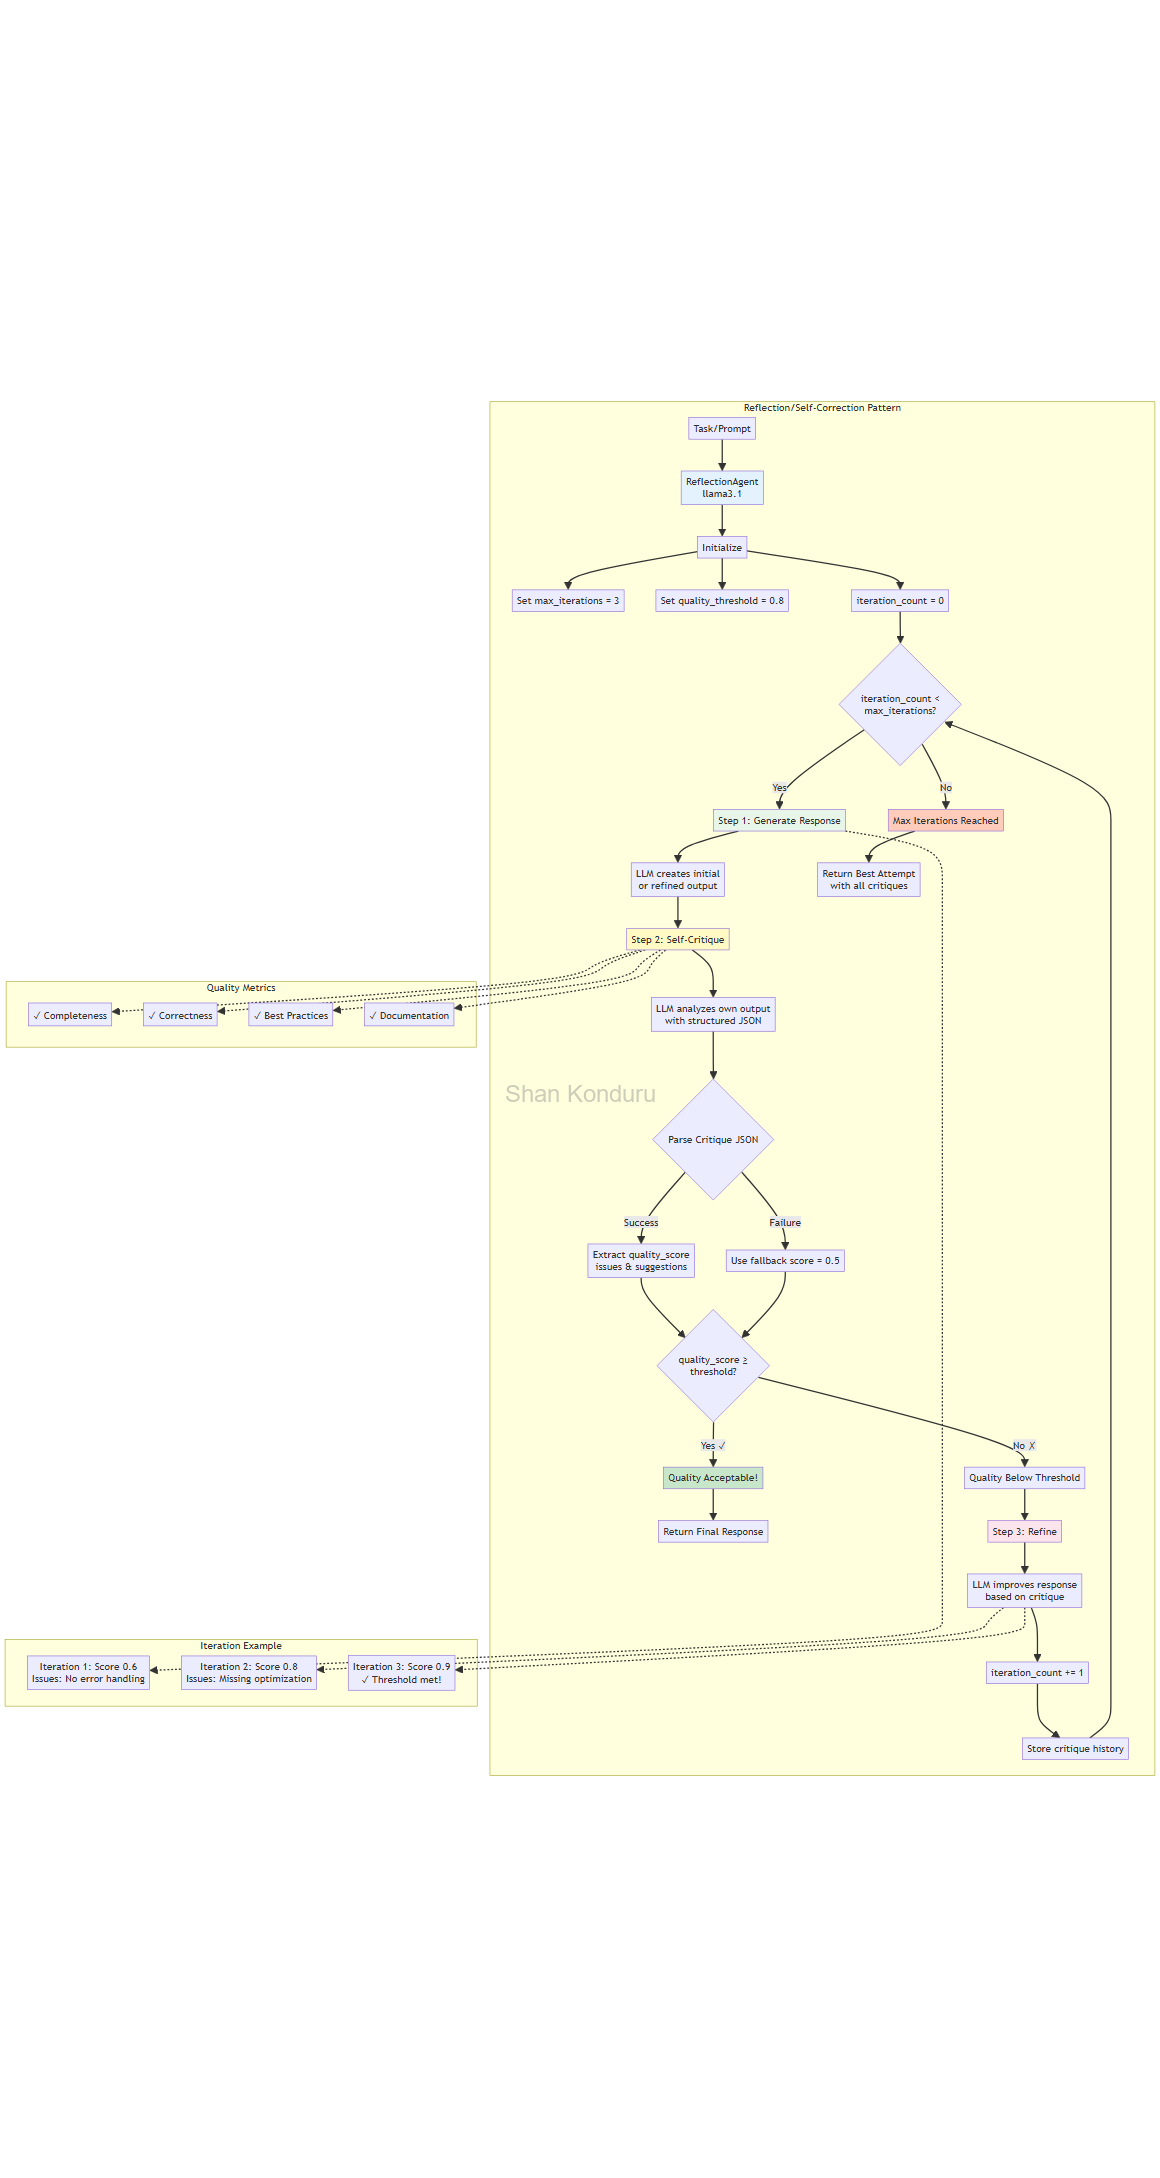 Reflection/Self-Correction Pattern
Task/Prompt
ReflectionAgent
llama3.1
Initialize
Set max_iterations = 3
Set quality_threshold = 0.8
iteration_count = 0
iteration_count <
max_iterations?
Yes
No
Step 1: Generate Response
Max Iterations Reached
LLM creates initial
or refined output
Return Best Attempt
with all critiques
Step 2: Self-Critique
Quality Metrics
✓ Completeness
✓ Correctness
✓ Best Practices
✓ Documentation
LLM analyzes own output
with structured JSON
Shan Konduru
Parse Critique JSON
Success
Failure
Extract quality_score
issues & suggestions
Use fallback score = 0.5
quality_score ≥
threshold?
Yes ✓
No ✗
Quality Acceptable!
Quality Below Threshold
Return Final Response
Step 3: Refine
LLM improves response
based on critique
Iteration Example
Iteration 1: Score 0.6
Issues: No error handling
Iteration 2: Score 0.8
Issues: Missing optimization
Iteration 3: Score 0.9
✓ Threshold met!
iteration_count += 1
Store critique history